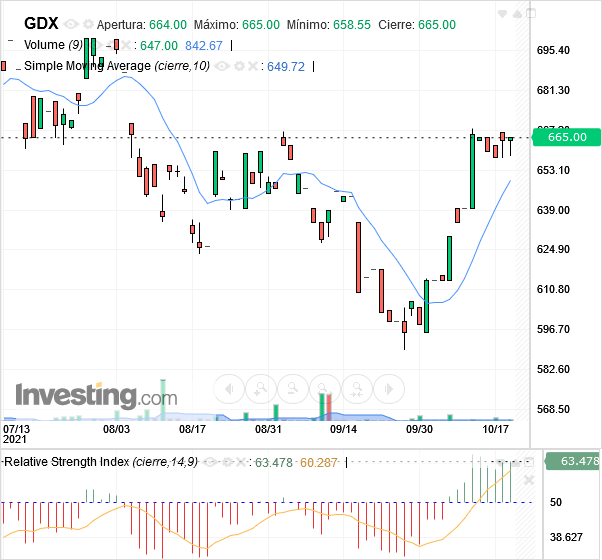 GDX Apertura: 664.00 Máximo: 665.00 Mínimo: 658.55 Cierre: 665.00
Volume (9) : 647.00 842.67
Simple Moving Average (cierre,10) : 649.72
695.40
681.30
665.00
653.10
639.00
624.90
610.80
596.70
582.60
568.50
Investing.com
07/13 08/03 08/17 08/31 09/14 09/30 10/17
2021
Relative Strength Index (cierre,14,9) : 63.478 60.287
63.478
50
38.627